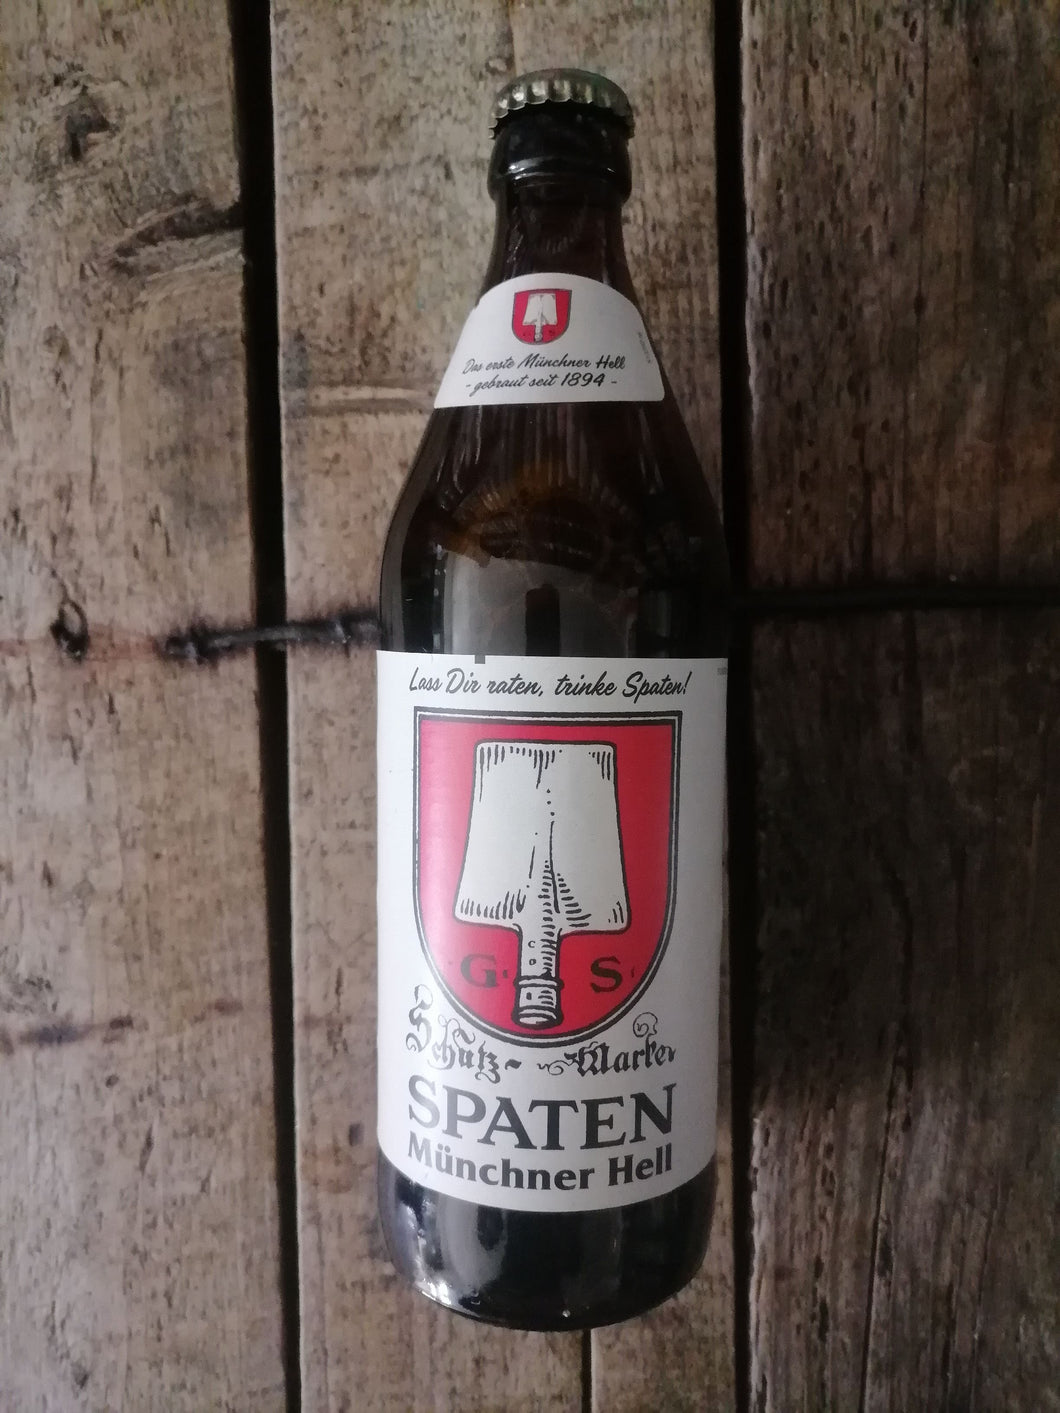 Das erste Münchner Hell
- gebraut seit 1894 -
Lass Dir raten, trinke Spaten!
G S
Schutz- Marke
SPATEN
Münchner Hell